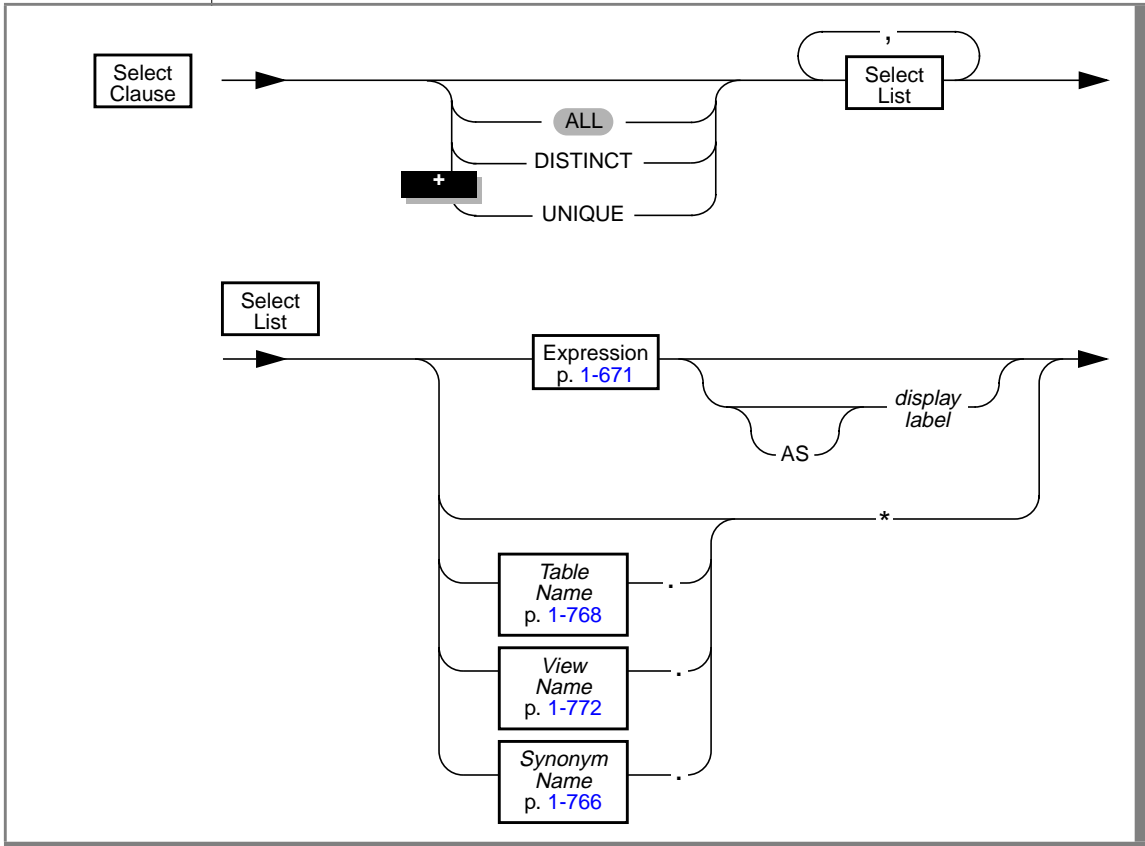 ,
Select
Clause
Select
List
ALL
DISTINCT
+
UNIQUE
Select
List
Expression
p. 1-671
display
label
AS
*
Table
Name
p. 1-768
.
View
Name
p. 1-772
.
Synonym
Name
p. 1-766
.